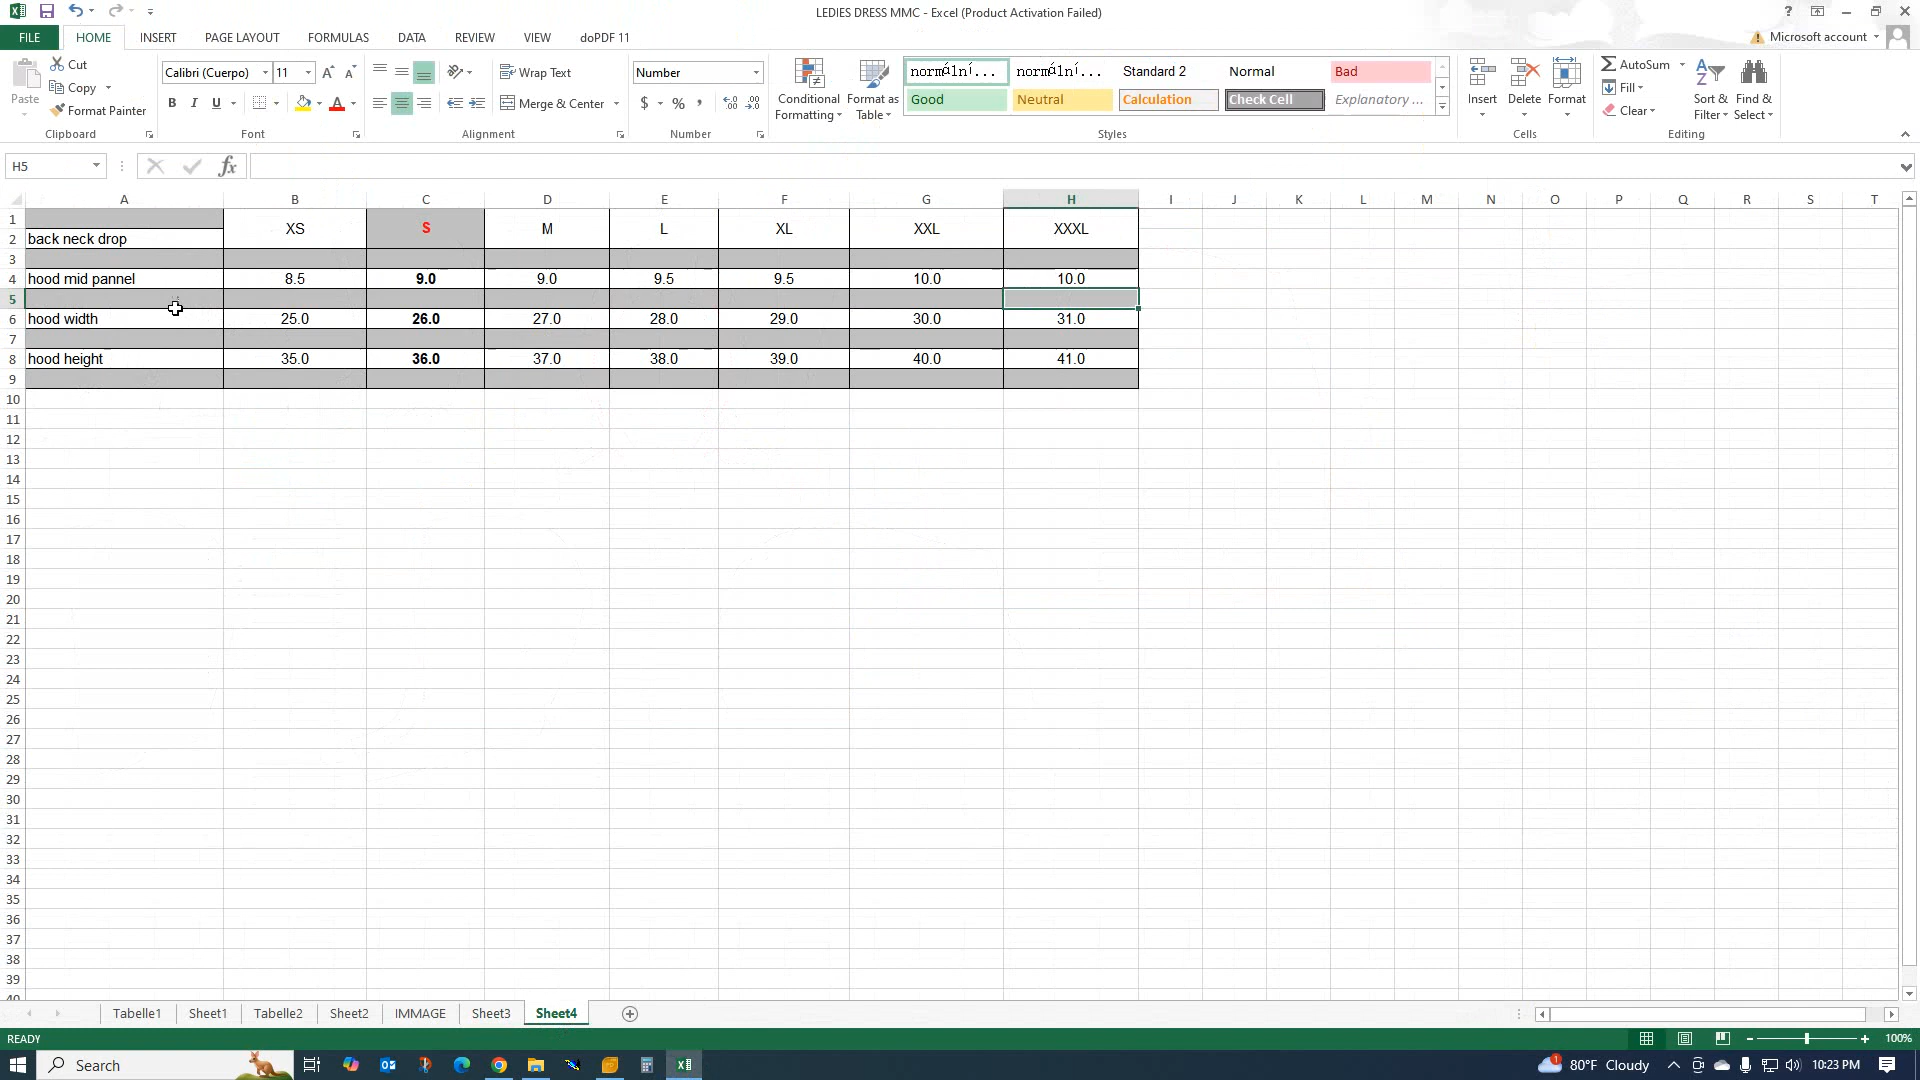 LEDIES DRESS MMC - Excel (Product Activation Failed)
FILE HOME INSERT PAGE LAYOUT FORMULAS DATA REVIEW VIEW doPDF 11 Microsoft account
Paste
Cut
Copy
Format Painter
Clipboard
Calibri (Cuerpo) 11
B I U
Font
Wrap Text
Merge & Center
Alignment
Number
$ % ,
Number
Conditional Formatting
Format as Table
normální... normální... Standard 2 Normal Bad
Good Neutral Calculation Check Cell Explanatory ...
Styles
Insert Delete Format
Cells
AutoSum
Fill
Clear
Sort & Filter
Find & Select
Editing
H5
fx
A B C D E F G H I J K L M N O P Q R S T
1 XS S M L XL XXL XXXL
2 back neck drop
3
4 hood mid pannel 8.5 9.0 9.0 9.5 9.5 10.0 10.0
5
6 hood width 25.0 26.0 27.0 28.0 29.0 30.0 31.0
7
8 hood height 35.0 36.0 37.0 38.0 39.0 40.0 41.0
9
10
11
12
13
14
15
16
17
18
19
20
21
22
23
24
25
26
27
28
29
30
31
32
33
34
35
36
37
38
39
40
Tabelle1 Sheet1 Tabelle2 Sheet2 IMMAGE Sheet3 Sheet4
READY 100%
Search 1 80°F Cloudy 10:23 PM